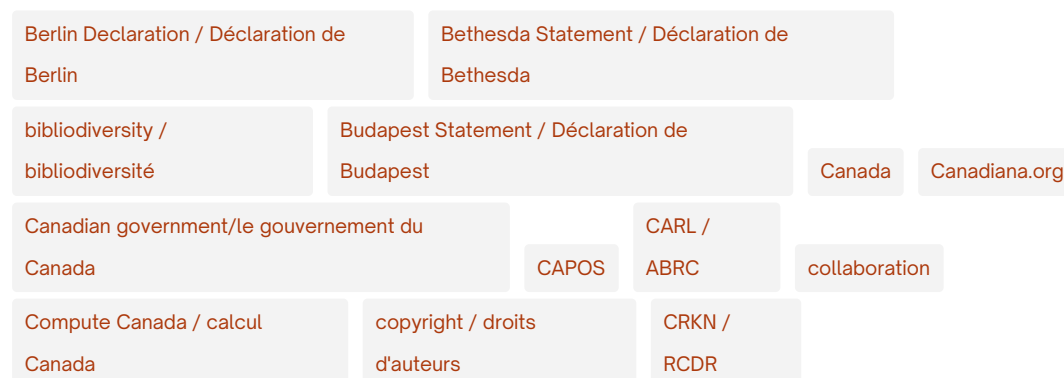 Berlin Declaration / Déclaration de
Berlin
Bethesda Statement / Déclaration de
Bethesda
bibliodiversity /
bibliodiversité
Budapest Statement / Déclaration de
Budapest
Canada
Canadiana.org
Canadian government/le gouvernement du
Canada
CAPOS
CARL /
ABRC
collaboration
Compute Canada / calcul
Canada
copyright / droits
d'auteurs
CRKN /
RCDR